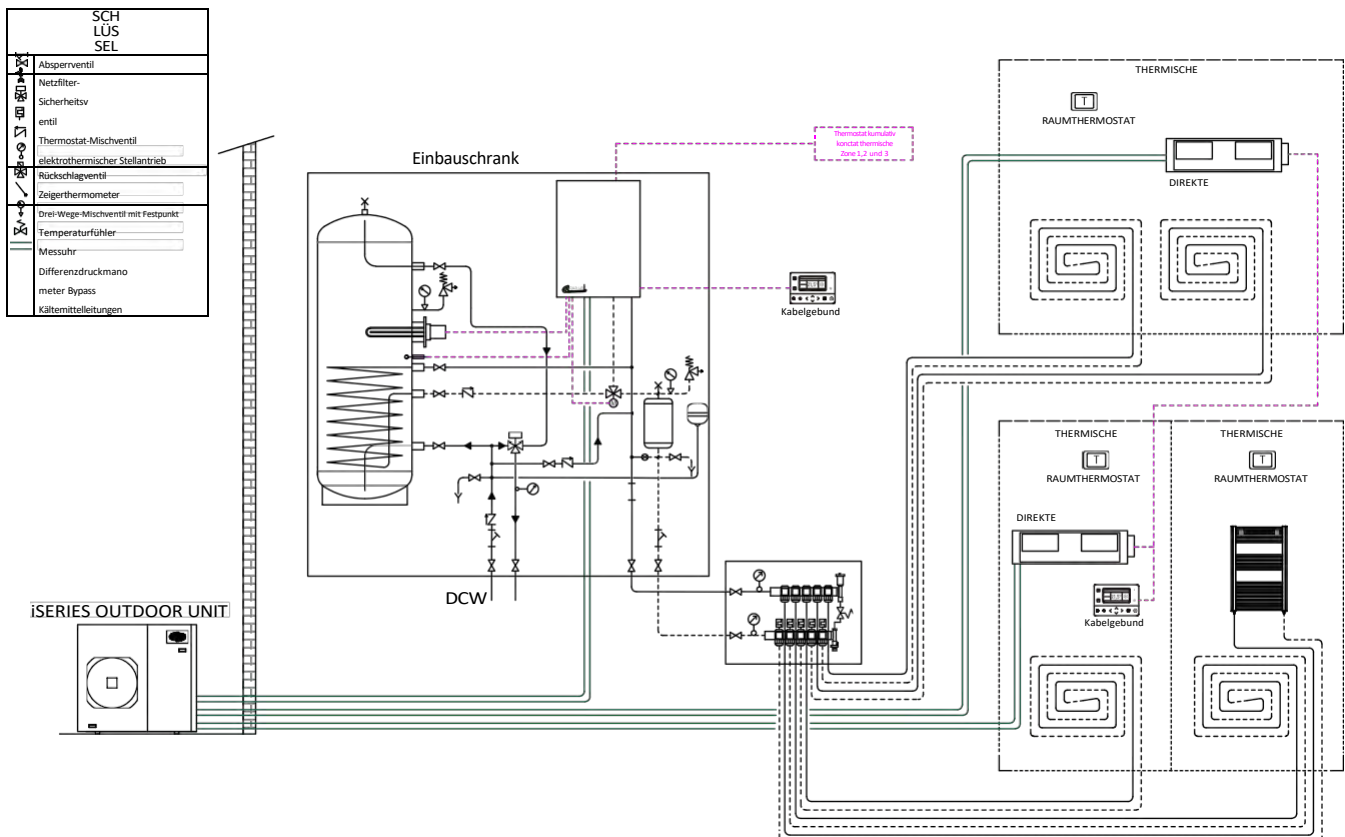 SCH
LÜS
SEL
Absperrventil
Netzfilter-
Sicherheitsv
entil
Thermostat-Mischventil
elektrothermischer Stellantrieb
Rückschlagventil
Zeigerthermometer
Drei-Wege-Mischventil mit Festpunkt
Temperaturfühler
Messuhr
Differenzdruckmano
meter Bypass
Kältemittelleitungen
Einbauschrank
Thermostat kumulativ
konctat thermische
Zone 1,2 und 3
Kabelgebund
DCW
iSERIES OUTDOOR UNIT
THERMISCHE
T
RAUMTHERMOSTAT
DIREKTE
THERMISCHE
T
RAUMTHERMOSTAT
DIREKTE
Kabelgebund
THERMISCHE
T
RAUMTHERMOSTAT